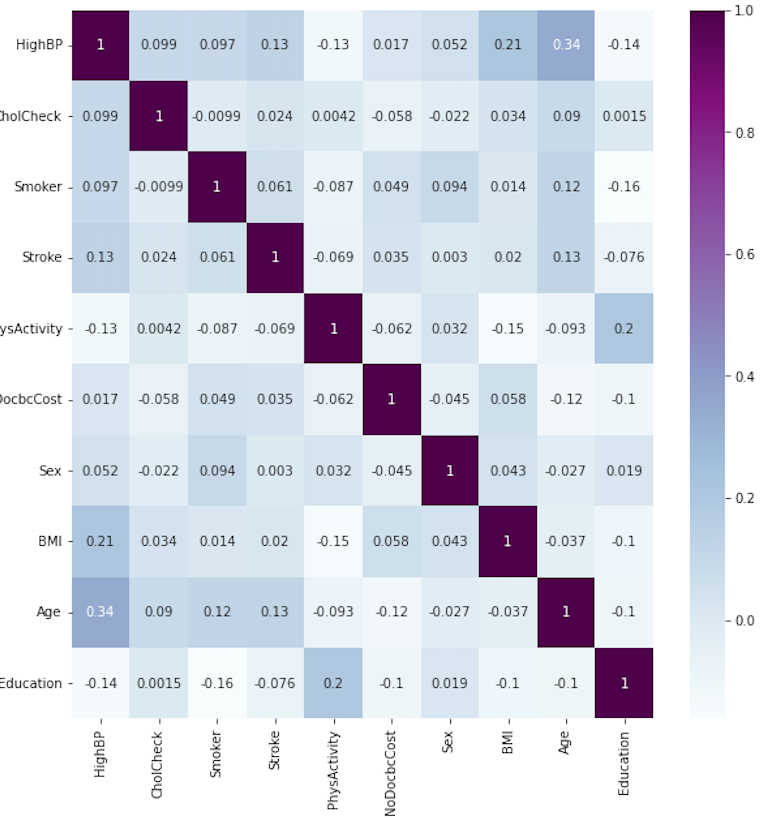 HighBP 1 0.099 0.097 0.13 -0.13 0.017 0.052 0.21 0.34 -0.14
CholCheck 0.099 1 -0.0099 0.024 0.0042 -0.058 -0.022 0.034 0.09 0.0015
Smoker 0.097 -0.0099 1 0.061 -0.087 0.049 0.094 0.014 0.12 -0.16
Stroke 0.13 0.024 0.061 1 -0.069 0.035 0.003 0.02 0.13 -0.076
ysActivity -0.13 0.0042 -0.087 -0.069 1 -0.062 0.032 -0.15 -0.093 0.2
DocbcCost 0.017 -0.058 0.049 0.035 -0.062 1 -0.045 0.058 -0.12 -0.1
Sex 0.052 -0.022 0.094 0.003 0.032 -0.045 1 0.043 -0.027 0.019
BMI 0.21 0.034 0.014 0.02 -0.15 0.058 0.043 1 -0.037 -0.1
Age 0.34 0.09 0.12 0.13 -0.093 -0.12 -0.027 -0.037 1 -0.1
Education -0.14 0.0015 -0.16 -0.076 0.2 -0.1 0.019 -0.1 -0.1 1
HighBP CholCheck Smoker Stroke PhysActivity NoDocbcCost Sex BMI Age Education
1.0
0.8
0.6
0.4
0.2
0.0